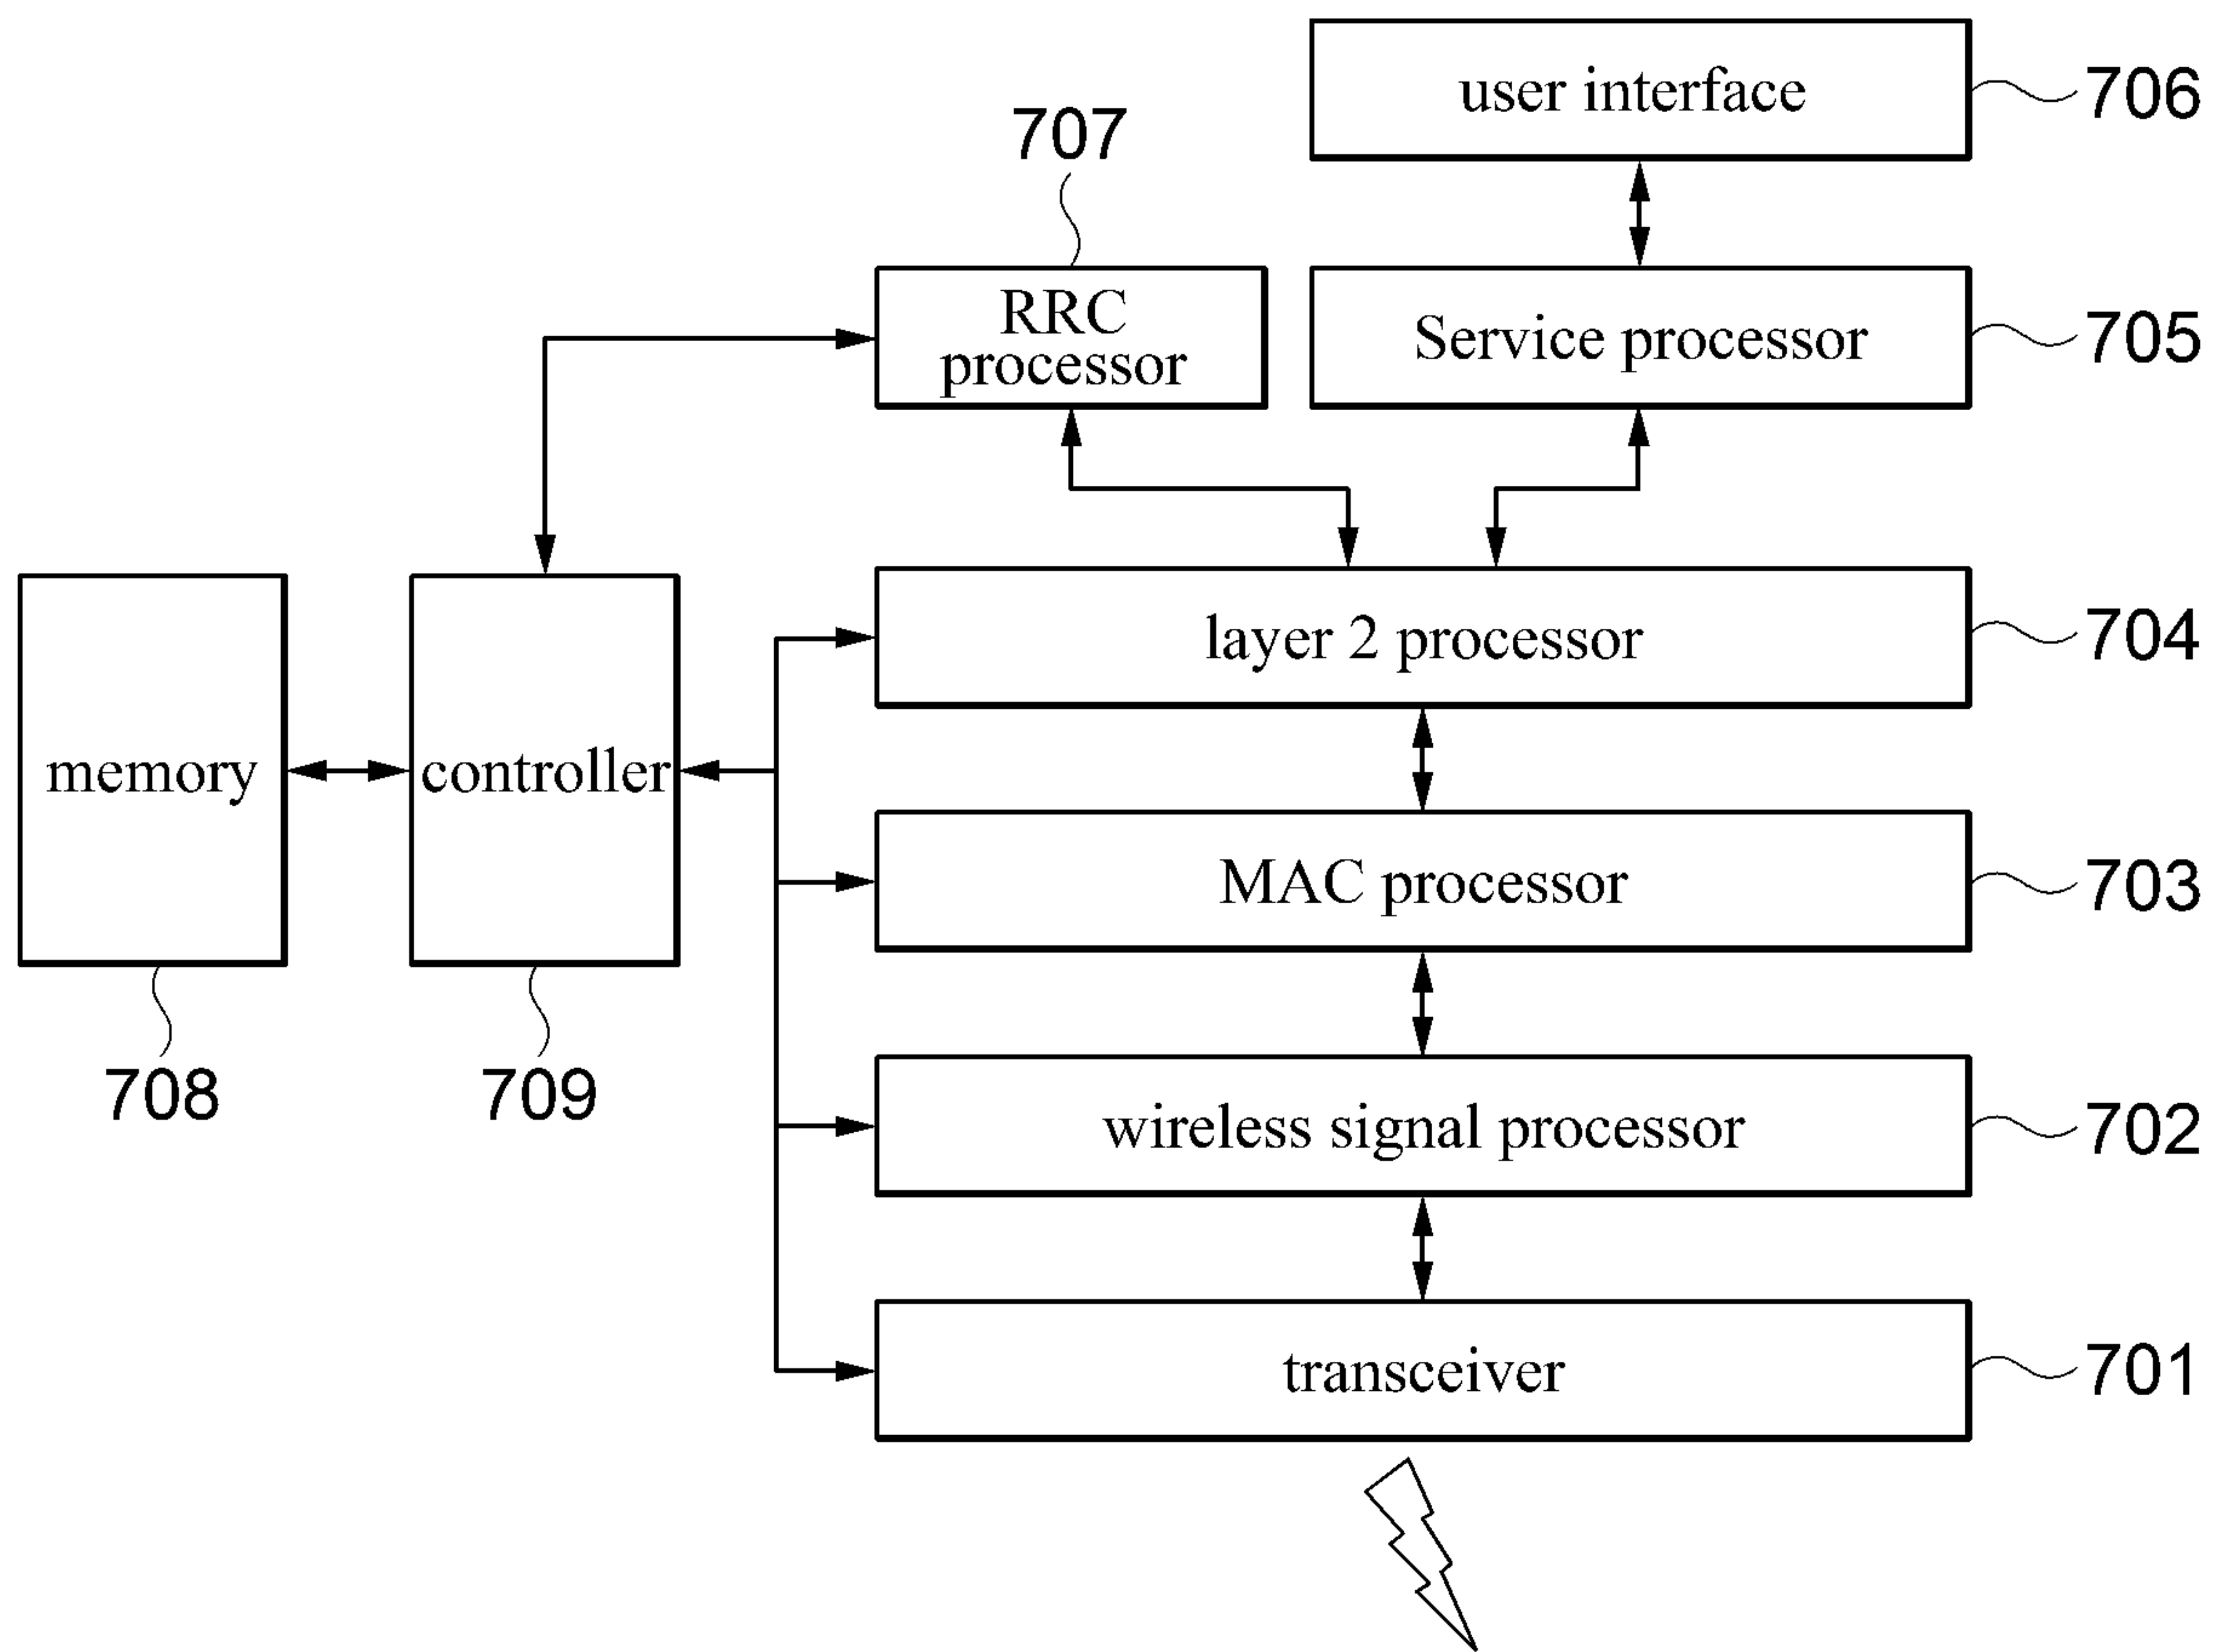 user interface
706
707
RRC
processor
Service processor
705
layer 2 processor
704
memory
controller
MAC processor
703
708
709
wireless signal processor
702
transceiver
701